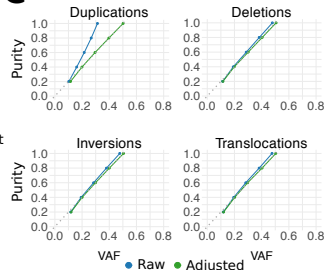 Duplications Deletions
Purity
1.0 0.8 0.6 0.4 0.2 0.0
0.0 0.2 0.4 0.6 0.8 0.0 0.2 0.4 0.6 0.8
t
Inversions Translocations
Purity
1.0 0.8 0.6 0.4 0.2 0.0
0.0 0.2 0.4 0.6 0.8 0.0 0.2 0.4 0.6 0.8
VAF VAF
Raw Adjusted